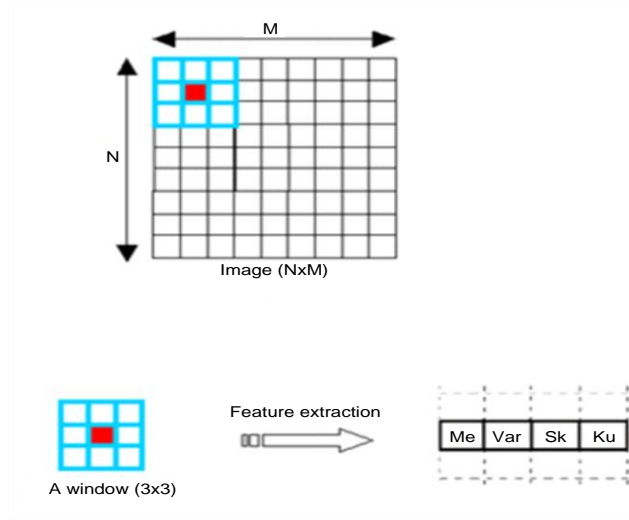 M
N
Image (NxM)
Feature extraction
Me Var Sk Ku
A window (3x3)